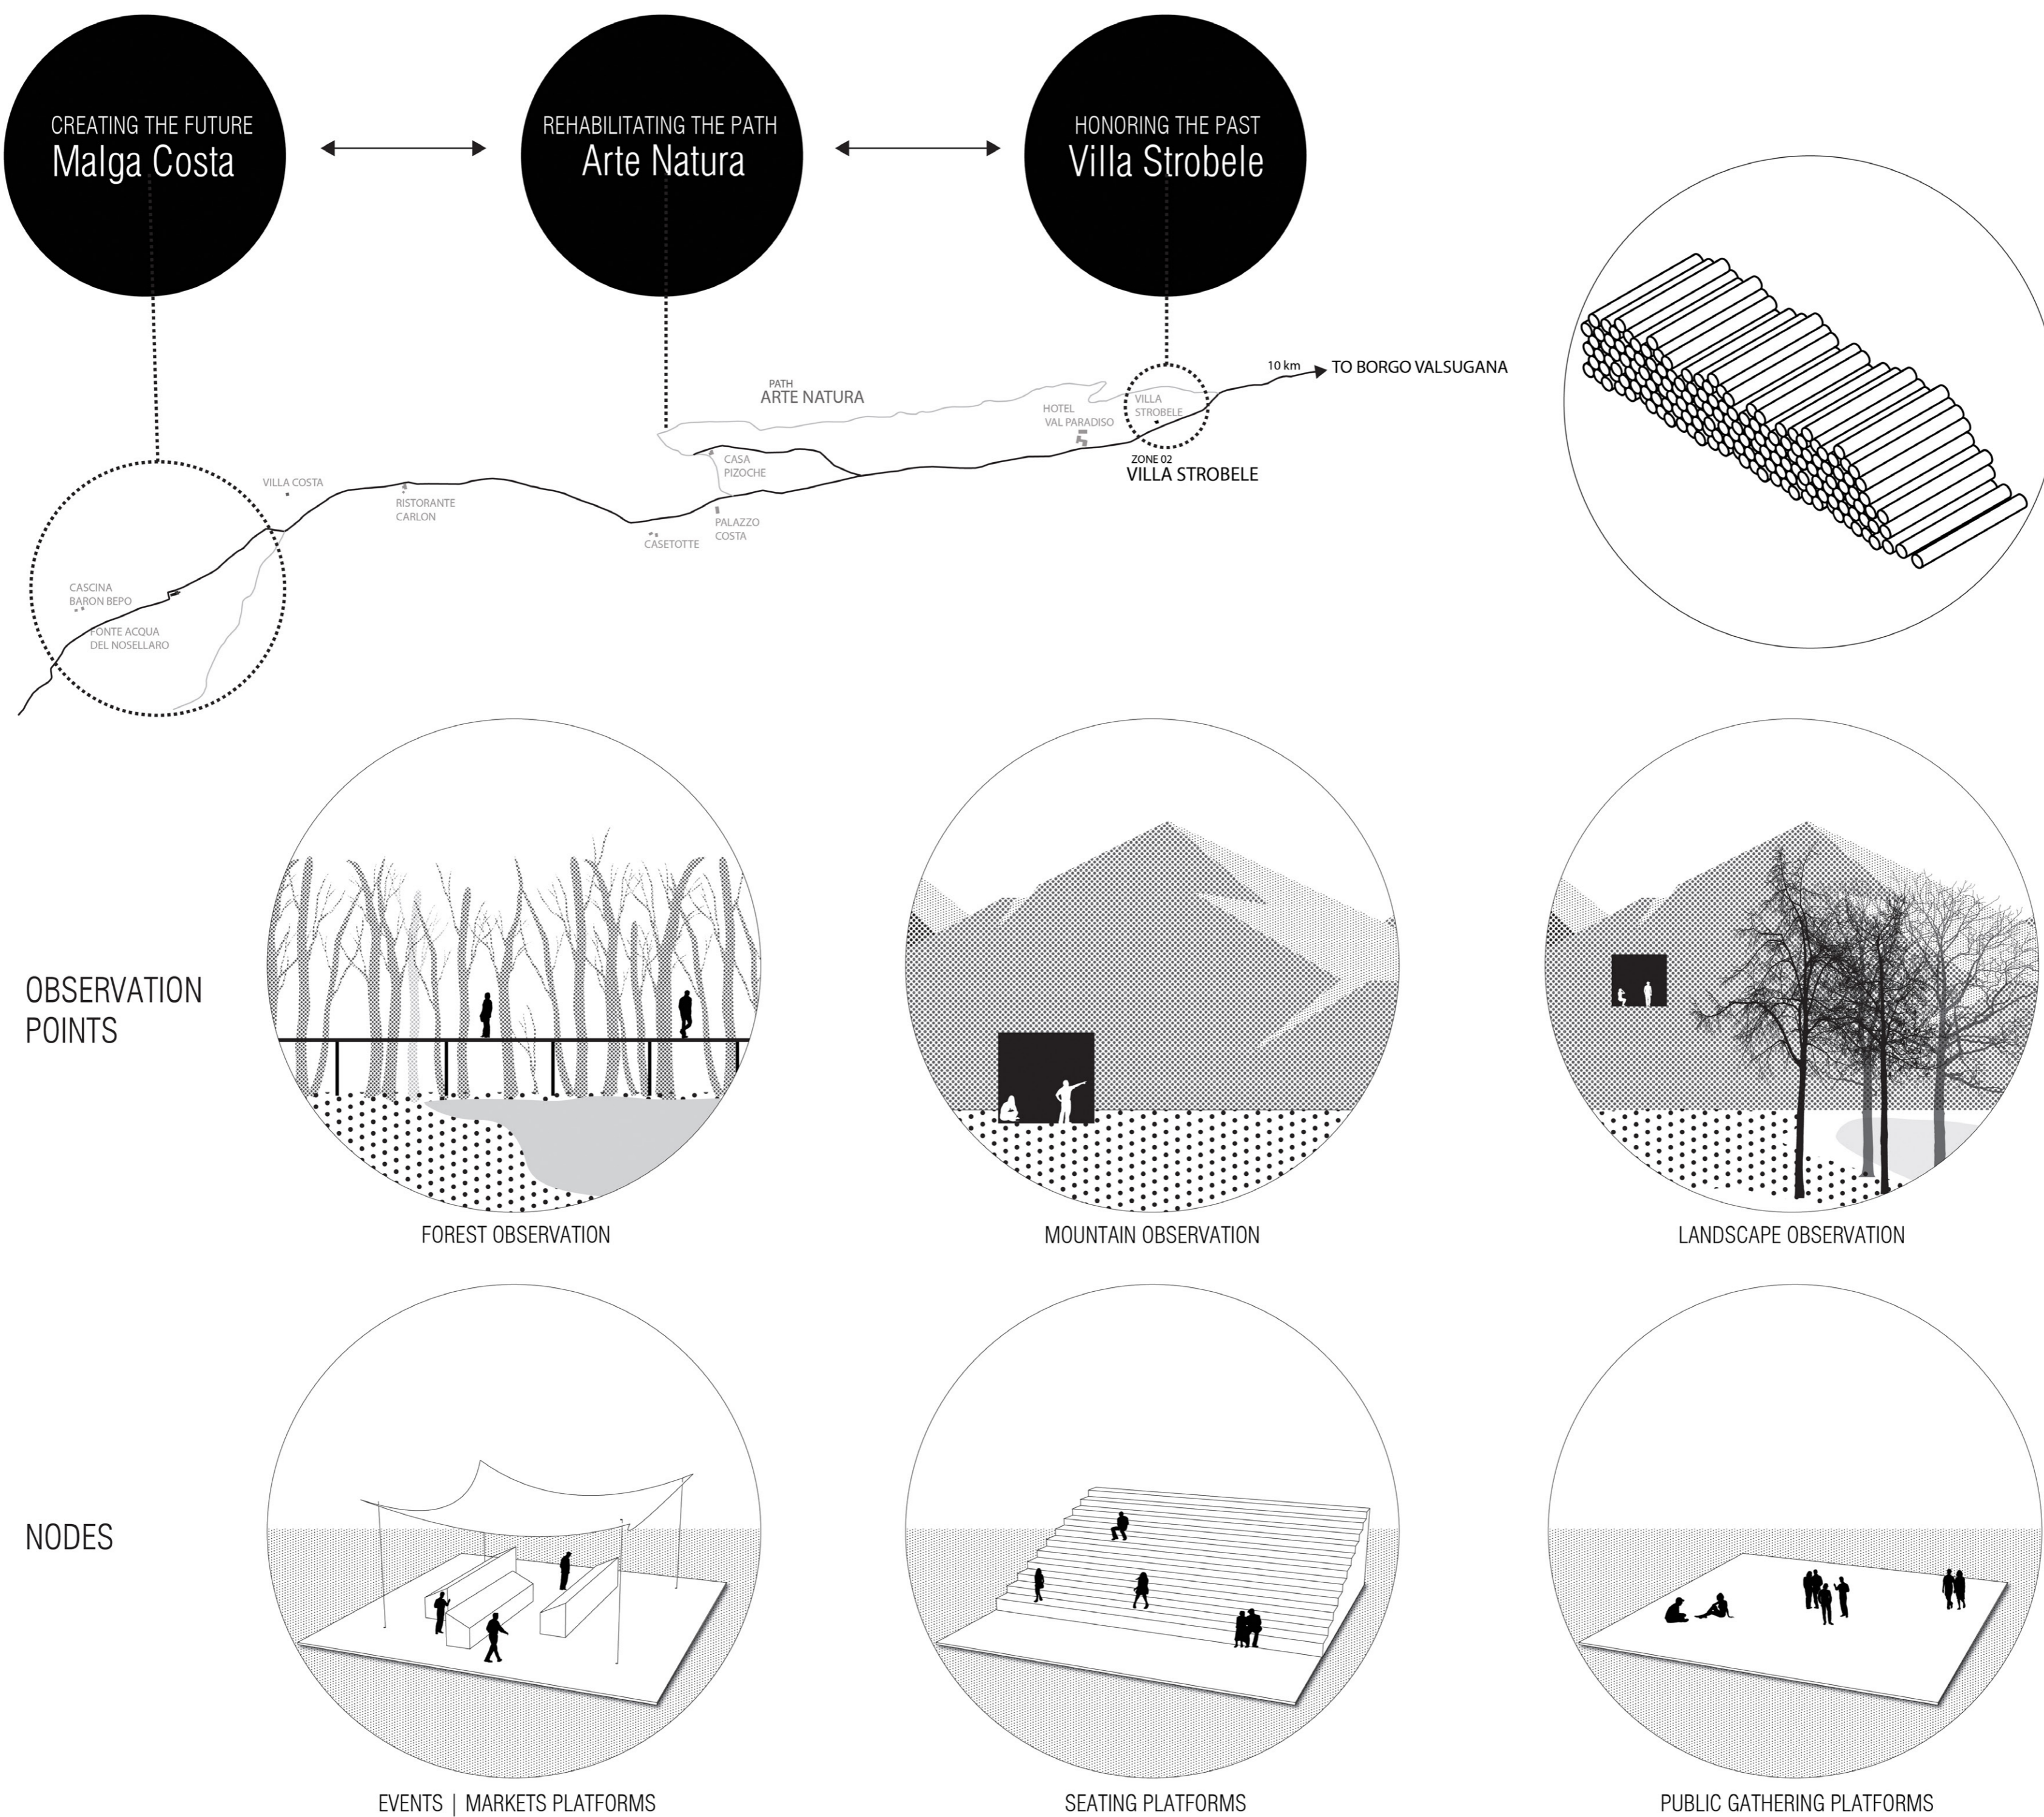 CREATING THE FUTURE
Malga Costa
REHABILITATING THE PATH
Arte Natura
HONORING THE PAST
Villa Strobele
10 km
TO BORGO VALSUGANA
PATH
ARTE NATURA
HOTEL
VAL PARADISO
VILLA
STROBELE
ZONE 02
VILLA STROBELE
CASA
PIZOCHE
VILLA COSTA
RISTORANTE
CARLON
PALAZZO
COSTA
CASETOTTE
CASCINA
BARON BEPO
FONTE ACQUA
DEL NOSELLARO
OBSERVATION
POINTS
FOREST OBSERVATION
MOUNTAIN OBSERVATION
LANDSCAPE OBSERVATION
NODES
EVENTS | MARKETS PLATFORMS
SEATING PLATFORMS
PUBLIC GATHERING PLATFORMS